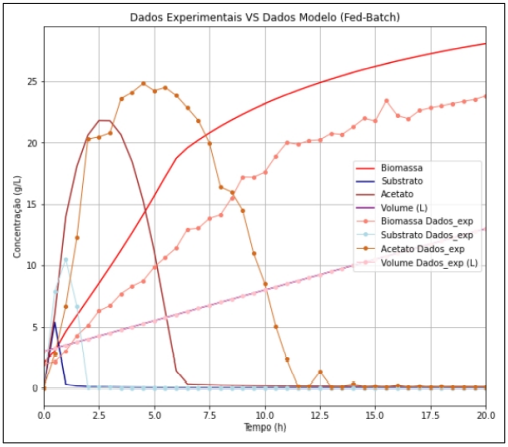 Dados Experimentais VS Dados Modelo (Fed-Batch)
Concentração (g/L)
25
20
15
10
5
0
Biomassa
Substrato
Acetato
Volume (L)
Biomassa Dados_exp
Substrato Dados_exp
Acetato Dados_exp
Volume Dados_exp (L)
0.0 2.5 5.0 7.5 10.0 12.5 15.0 17.5 20.0
Tempo (h)